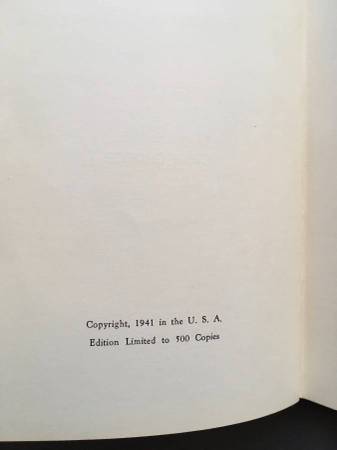 Copyright, 1941 in the U. S. A.
Edition Limited to 500 Copies